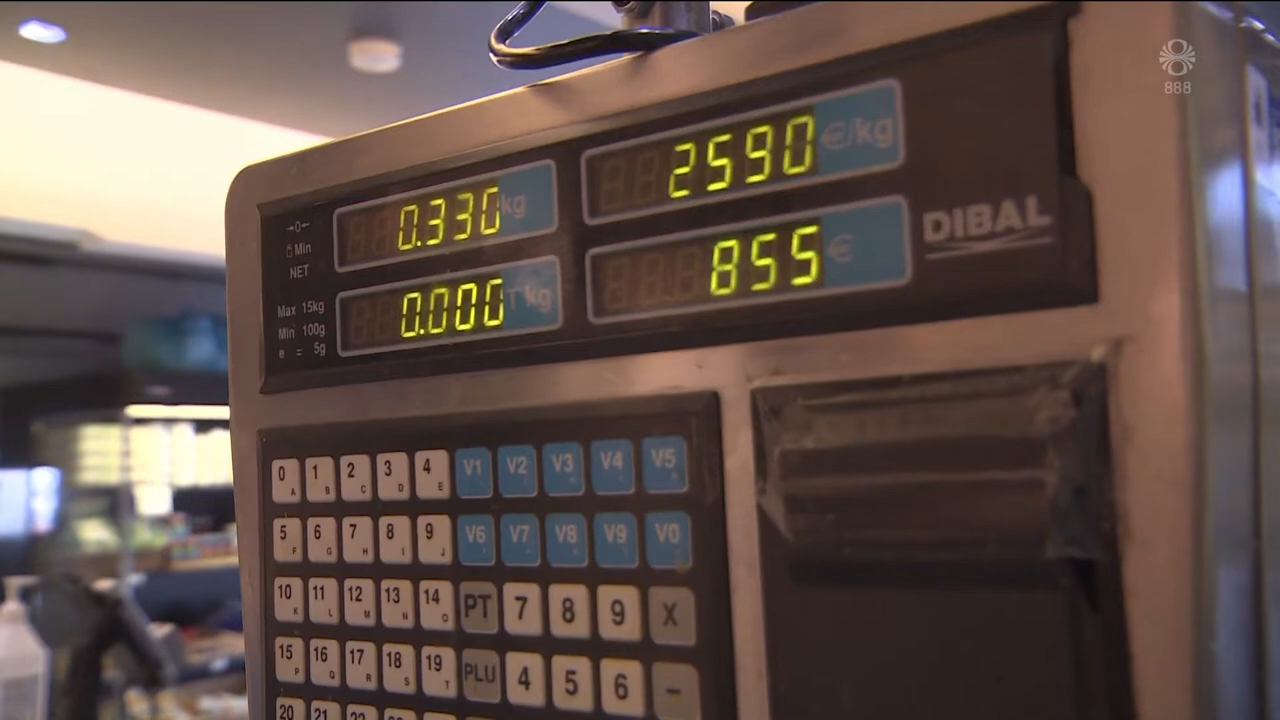 888
2590 €/kg
0.330 kg
→0←
Min
NET
DIBAL
855 €
0.000 T kg
Max 15kg
Min 100g
e = 5g
0 A 1 B 2 C 3 D 4 E V1 V2 V3 V4 V5
5 F 6 G 7 H 8 I 9 J V6 V7 V8 V9 V0
10 K 11 L 12 M 13 N 14 O PT 7 8 9 X
15 P 16 Q 17 R 18 S 19 T PLU 4 5 6 -
20 21